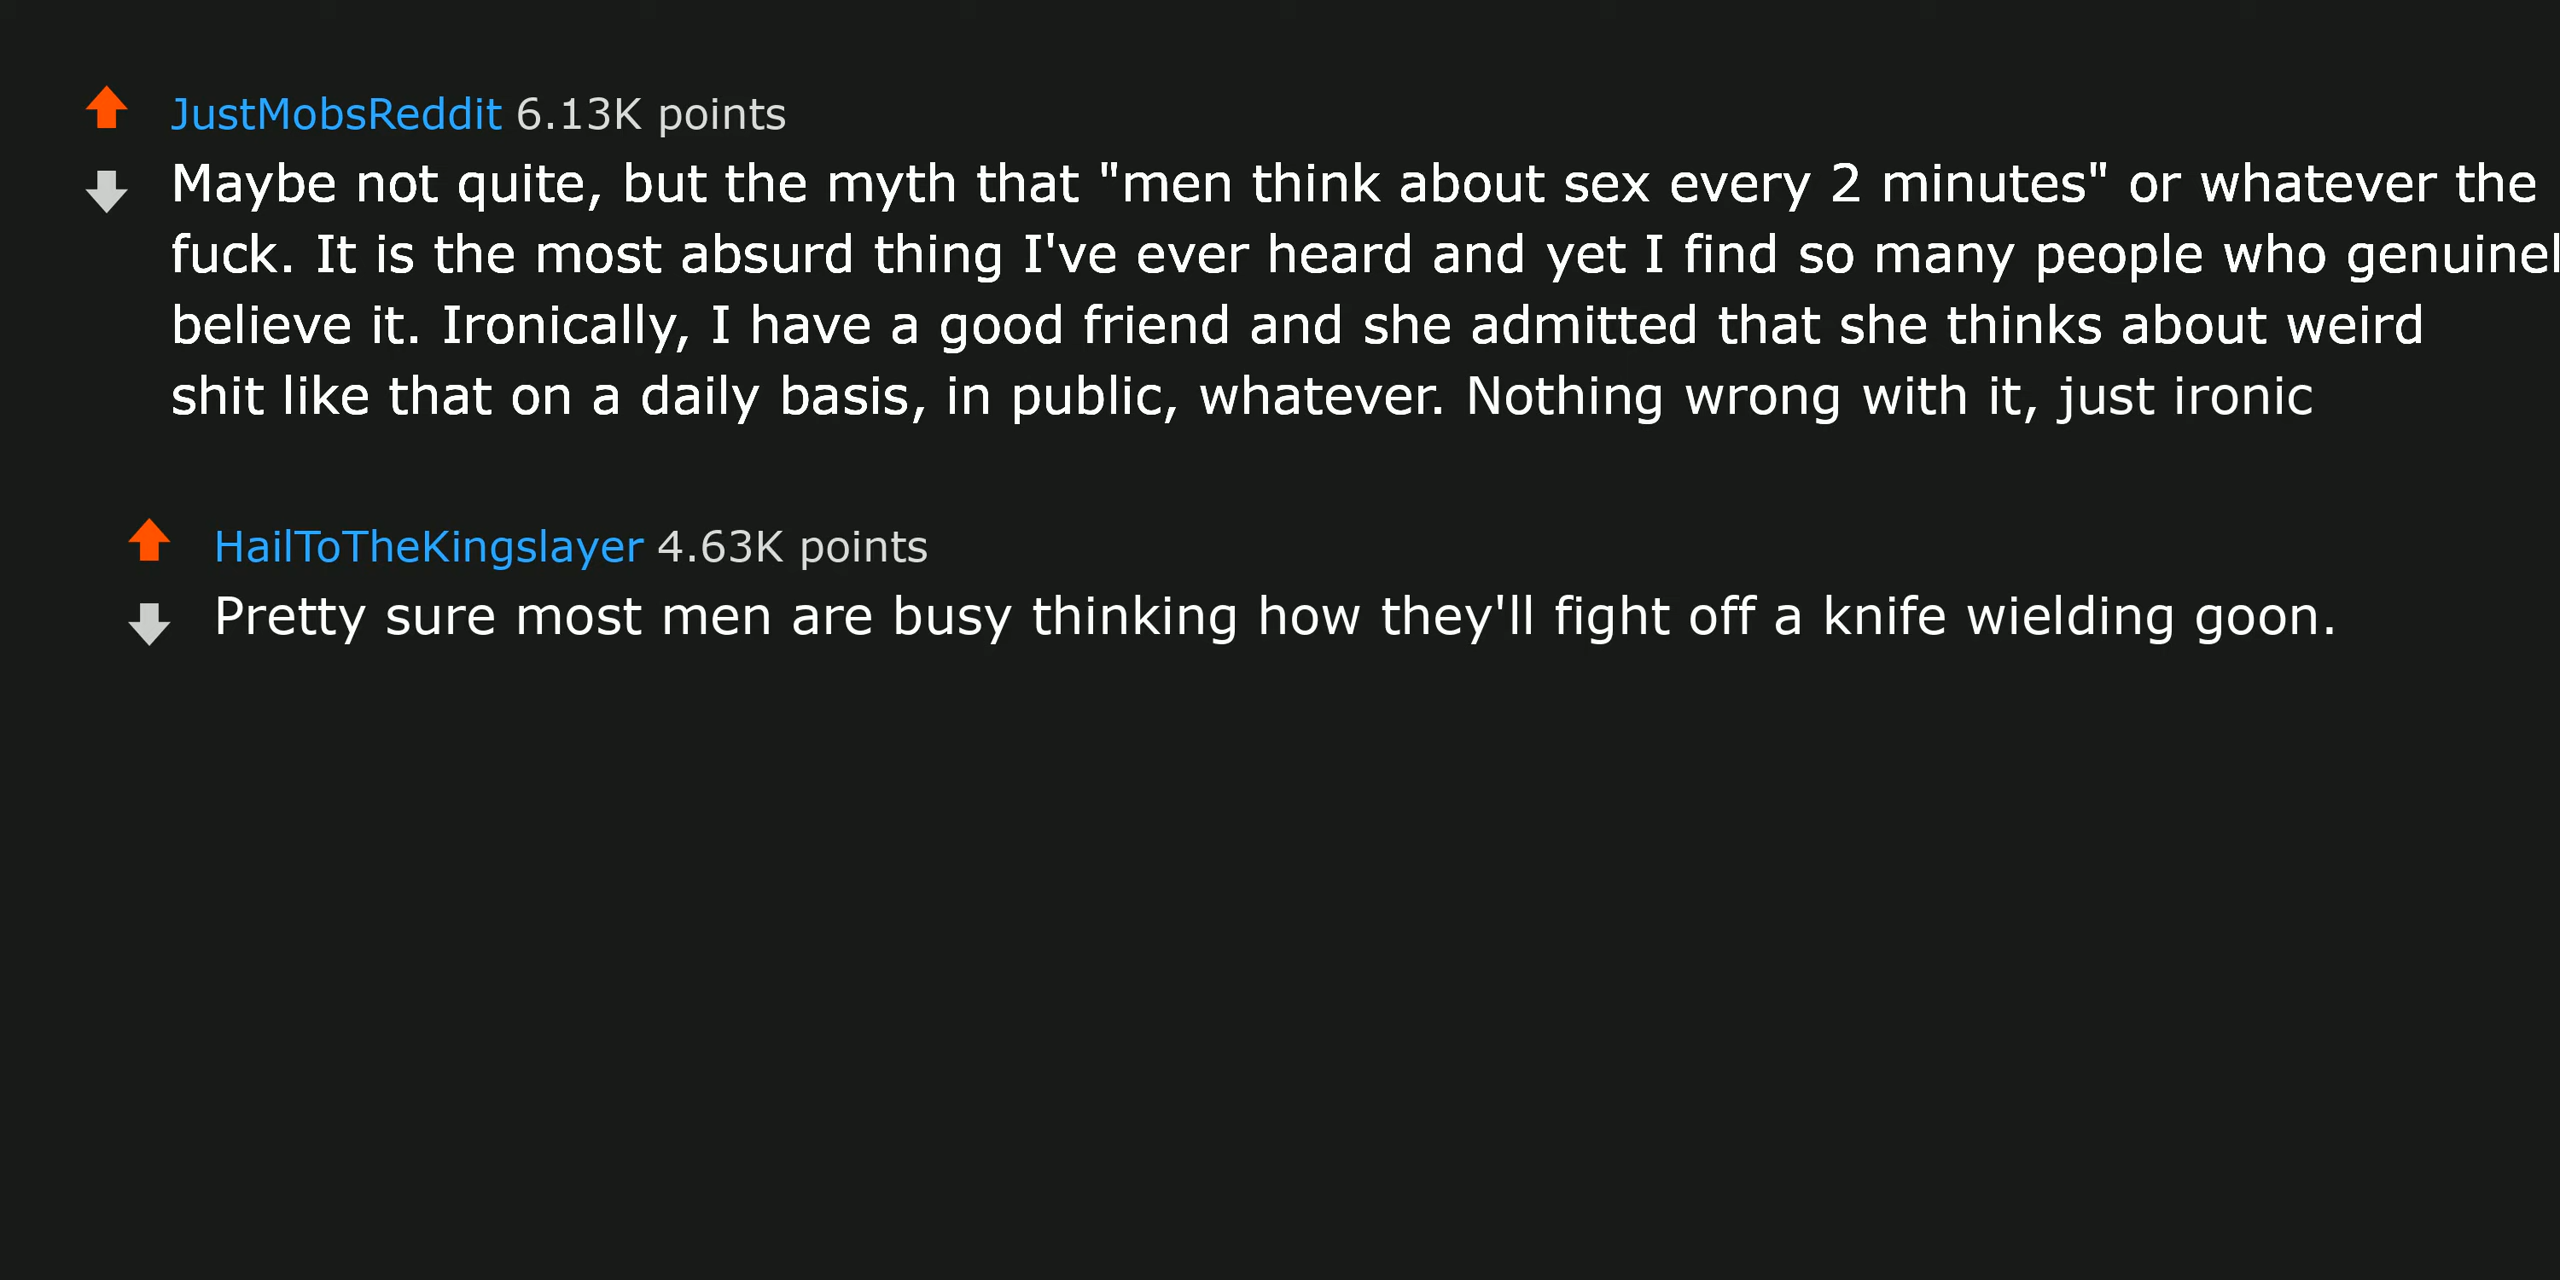 JustMobsReddit 6.13K points
Maybe not quite, but the myth that "men think about sex every 2 minutes" or whatever the
fuck. It is the most absurd thing I've ever heard and yet I find so many people who genuinel
believe it. Ironically, I have a good friend and she admitted that she thinks about weird
shit like that on a daily basis, in public, whatever. Nothing wrong with it, just ironic
HailToTheKingslayer 4.63K points
Pretty sure most men are busy thinking how they'll fight off a knife wielding goon.